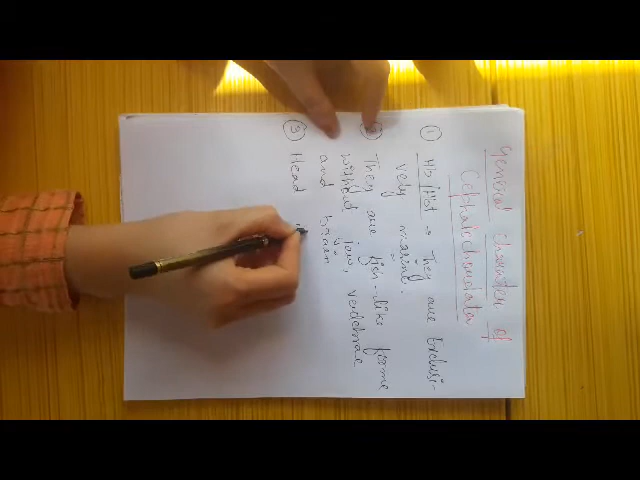 General character of
Cephalochordata
① Habitat → They are Exclusi-
vely marine.
② They are fish-like forms
without jaw, vertebrae
and brain
③ Head